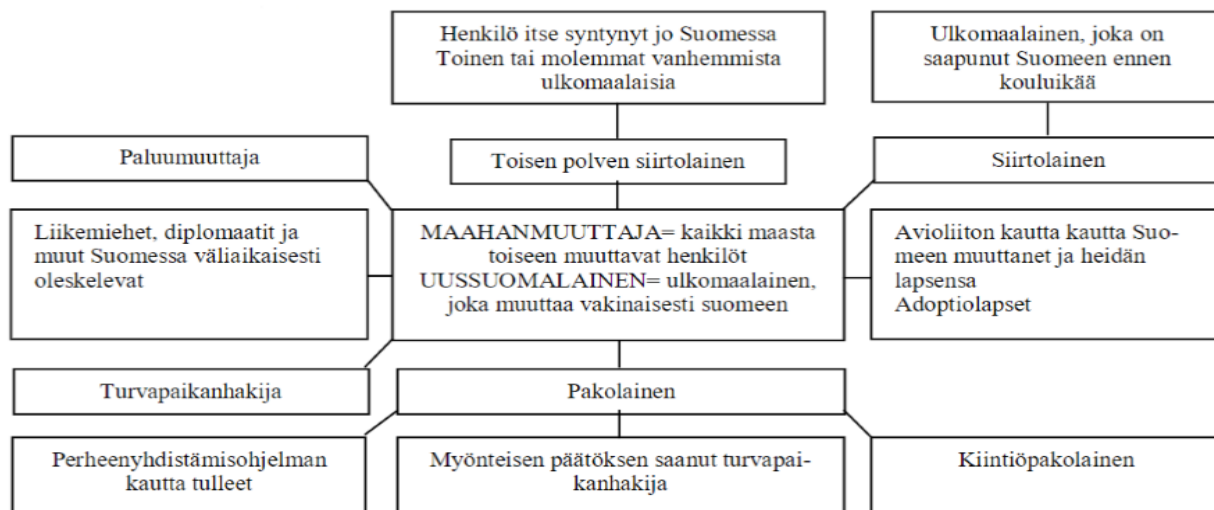 Henkilö itse syntynyt jo Suomessa
Toinen tai molemmat vanhemmista
ulkomaalaisia
Ulkomaalainen, joka on
saapunut Suomeen ennen
kouluikää
Paluumuuttaja
Toisen polven siirtolainen
Siirtolainen
Liikemiehet, diplomaatit ja
muut Suomessa väliaikaisesti
oleskelevat
MAAHANMUUTTAJA= kaikki maasta
toiseen muuttavat henkilöt
UUSSUOMALAINEN= ulkomaalainen,
joka muuttaa vakinaisesti suomeen
Avioliiton kautta kautta Suo-
meen muuttanet ja heidän
lapsensa
Adoptiolapset
Turvapaikanhakija
Pakolainen
Perheenyhdistämisohjelman
kautta tulleet
Myönteisen päätöksen saanut turvapai-
kanhakija
Kiintiöpakolainen